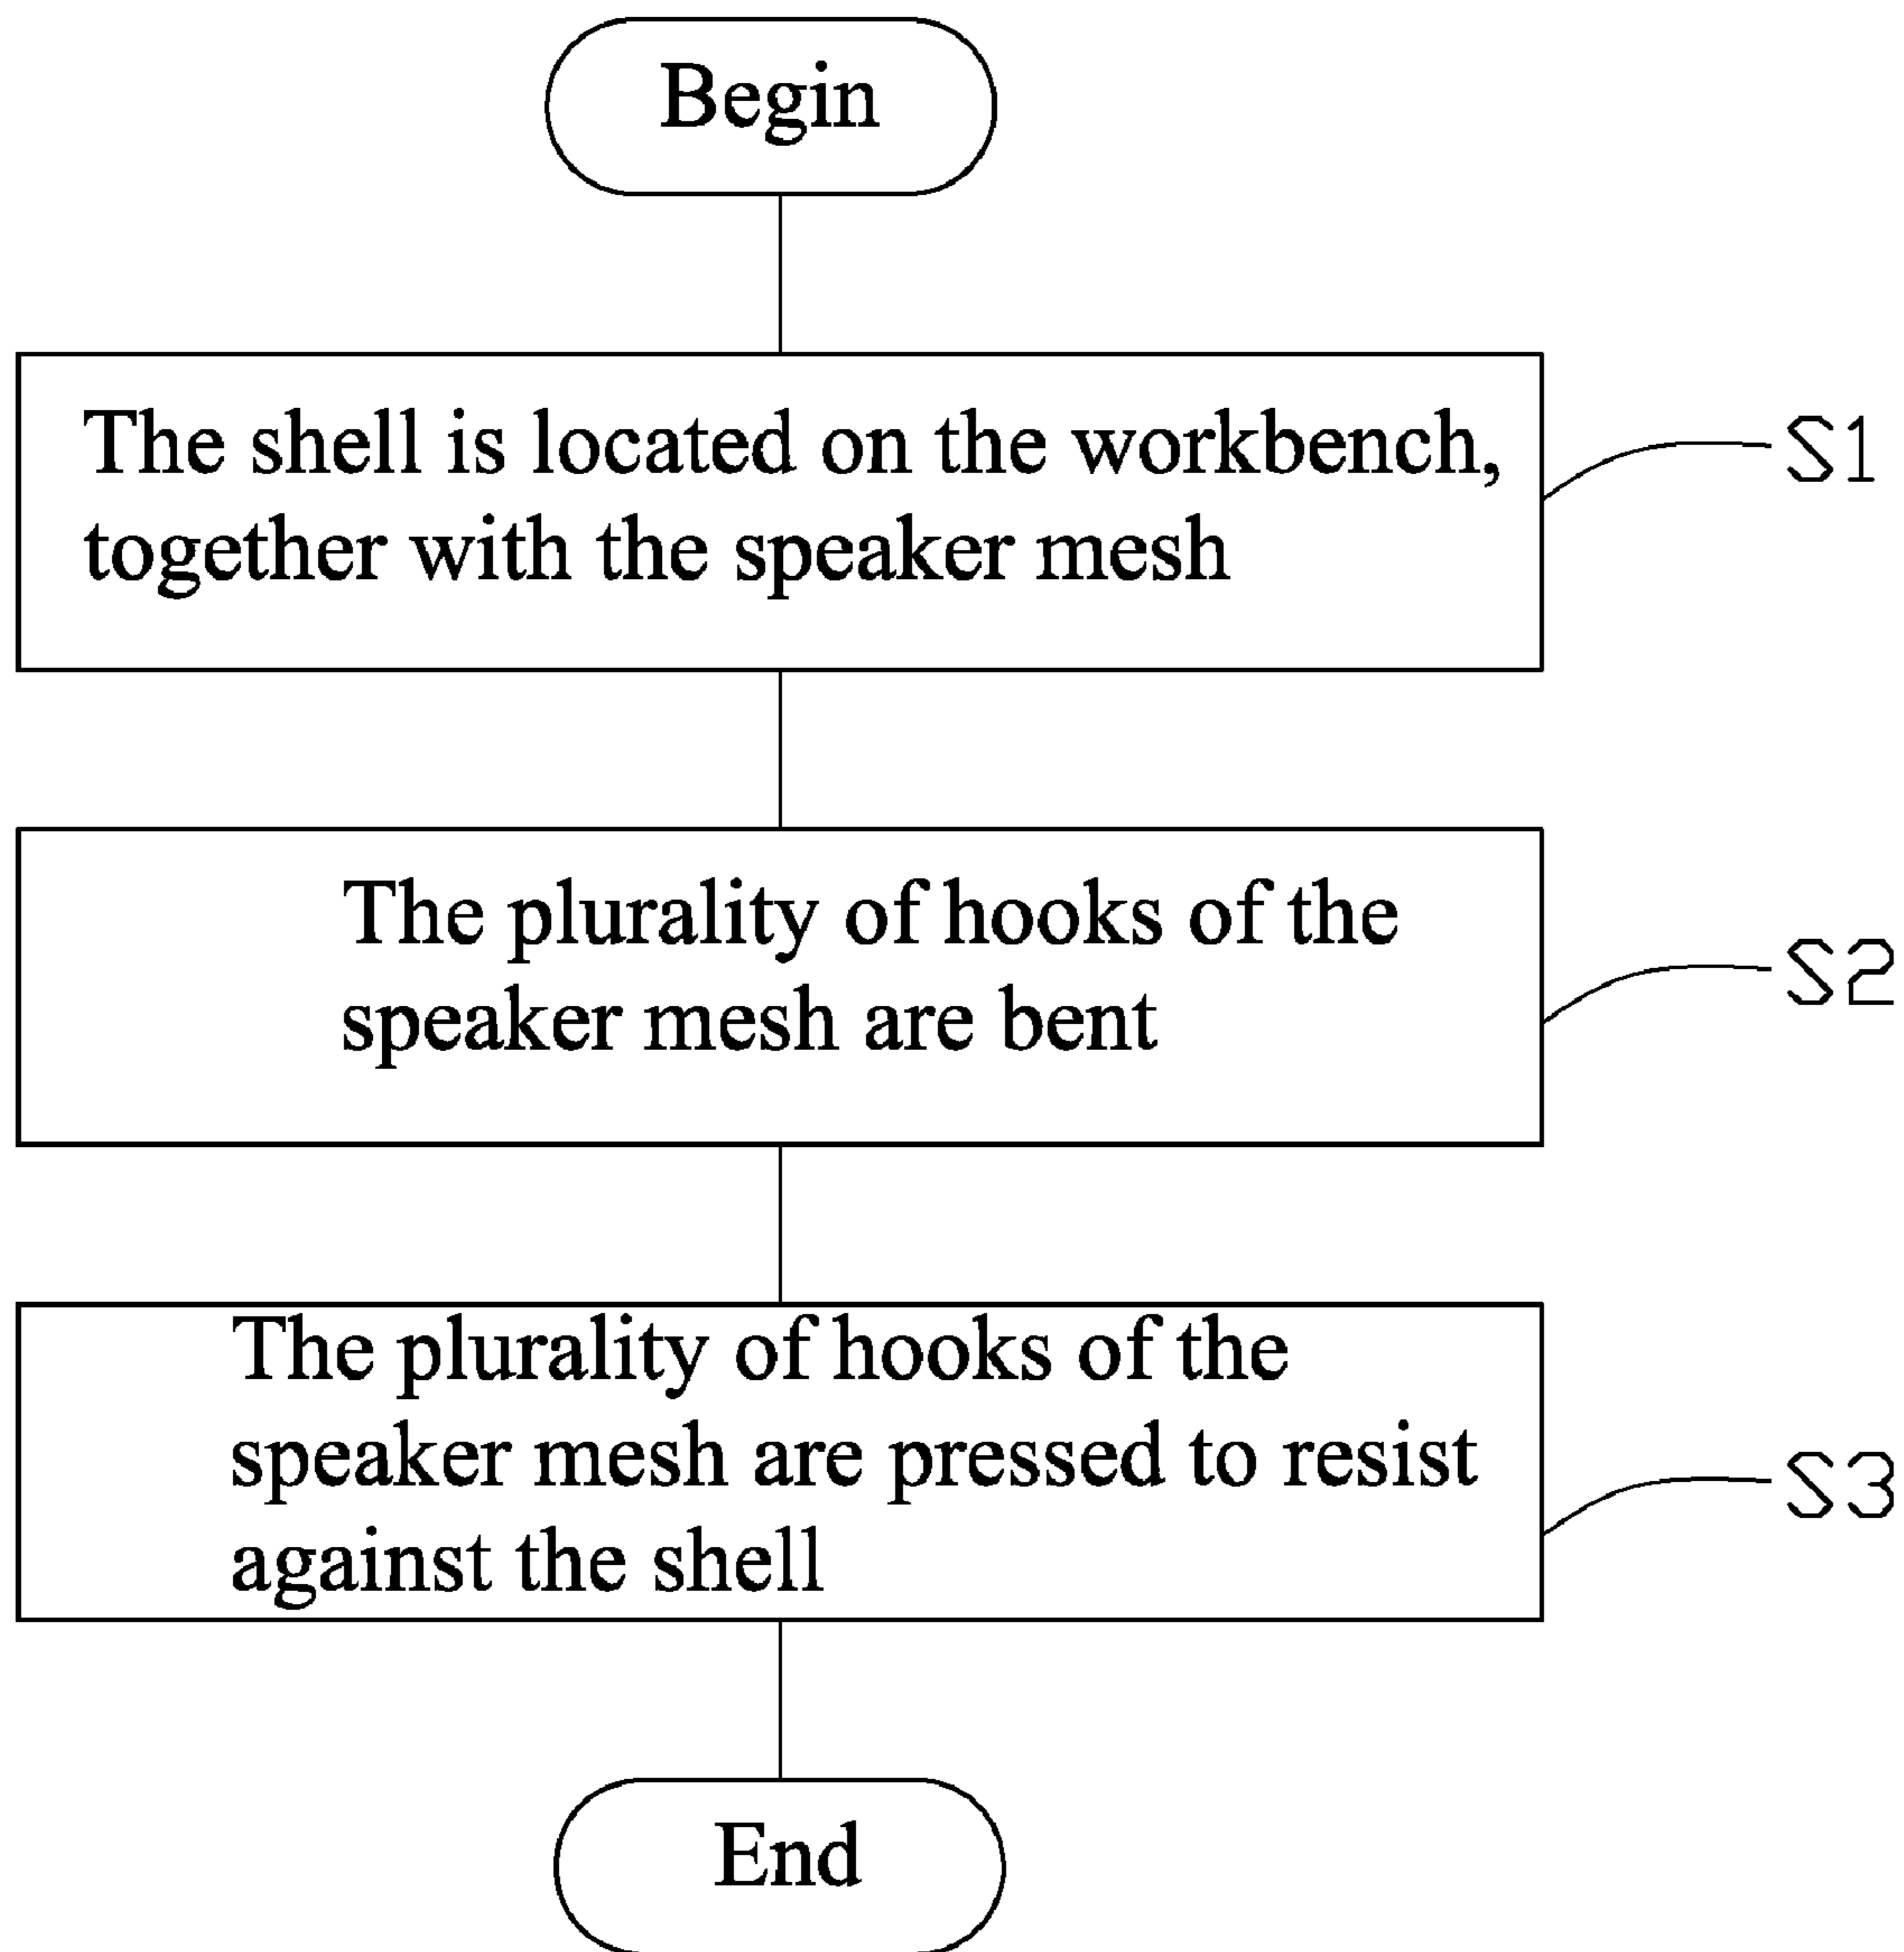 Begin
The shell is located on the workbench,
together with the speaker mesh
S1
The plurality of hooks of the
speaker mesh are bent
S2
The plurality of hooks of the
speaker mesh are pressed to resist
against the shell
S3
End